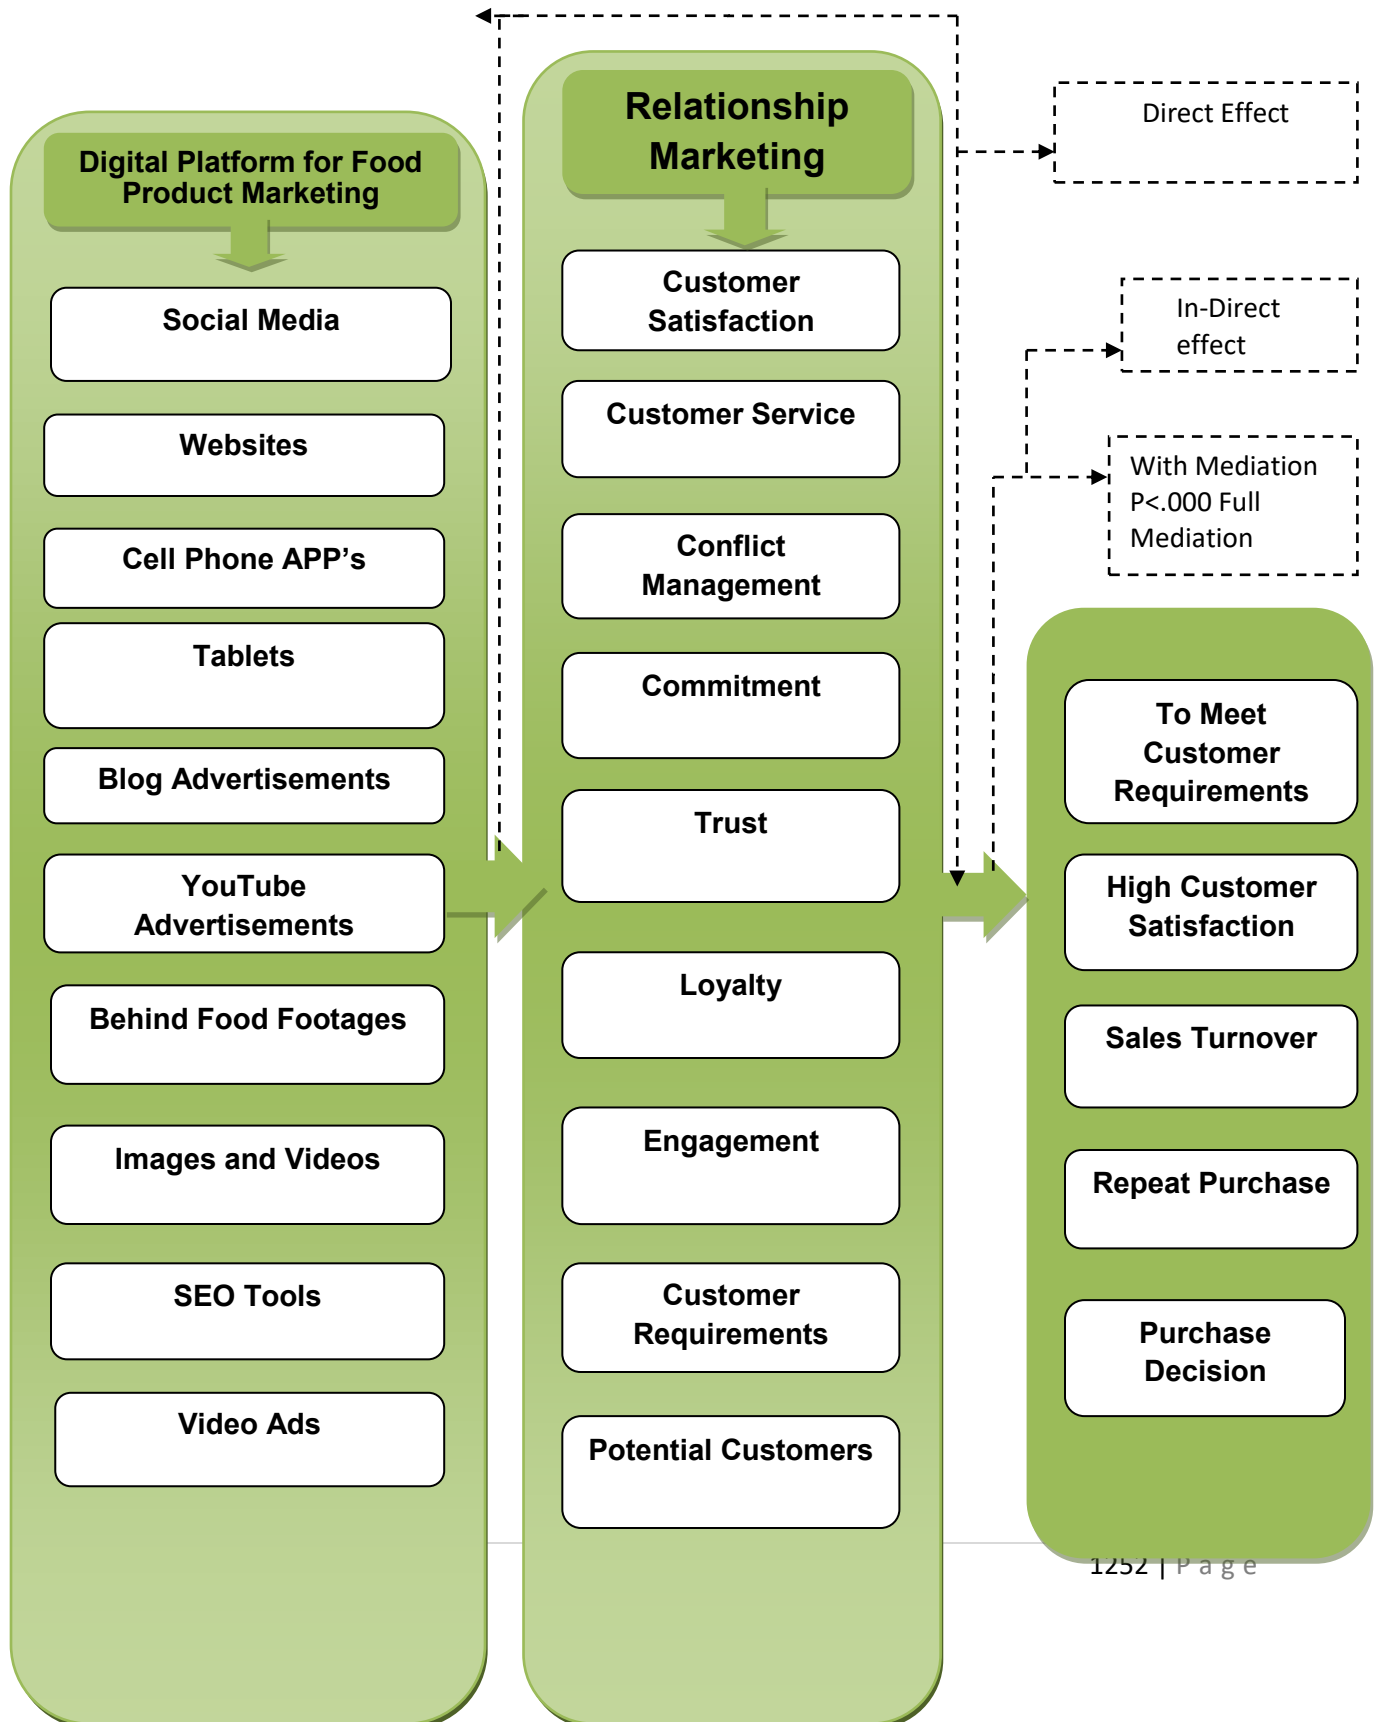 Digital Platform for Food
Product Marketing
Social Media
Websites
Cell Phone APP’s
Tablets
Blog Advertisements
YouTube
Advertisements
Behind Food Footages
Images and Videos
SEO Tools
Video Ads
Relationship
Marketing
Customer
Satisfaction
Customer Service
Conflict
Management
Commitment
Trust
Loyalty
Engagement
Customer
Requirements
Potential Customers
Direct Effect
In-Direct
effect
With Mediation
P<.000 Full
Mediation
To Meet
Customer
Requirements
High Customer
Satisfaction
Sales Turnover
Repeat Purchase
Purchase
Decision
1252 | P a g e